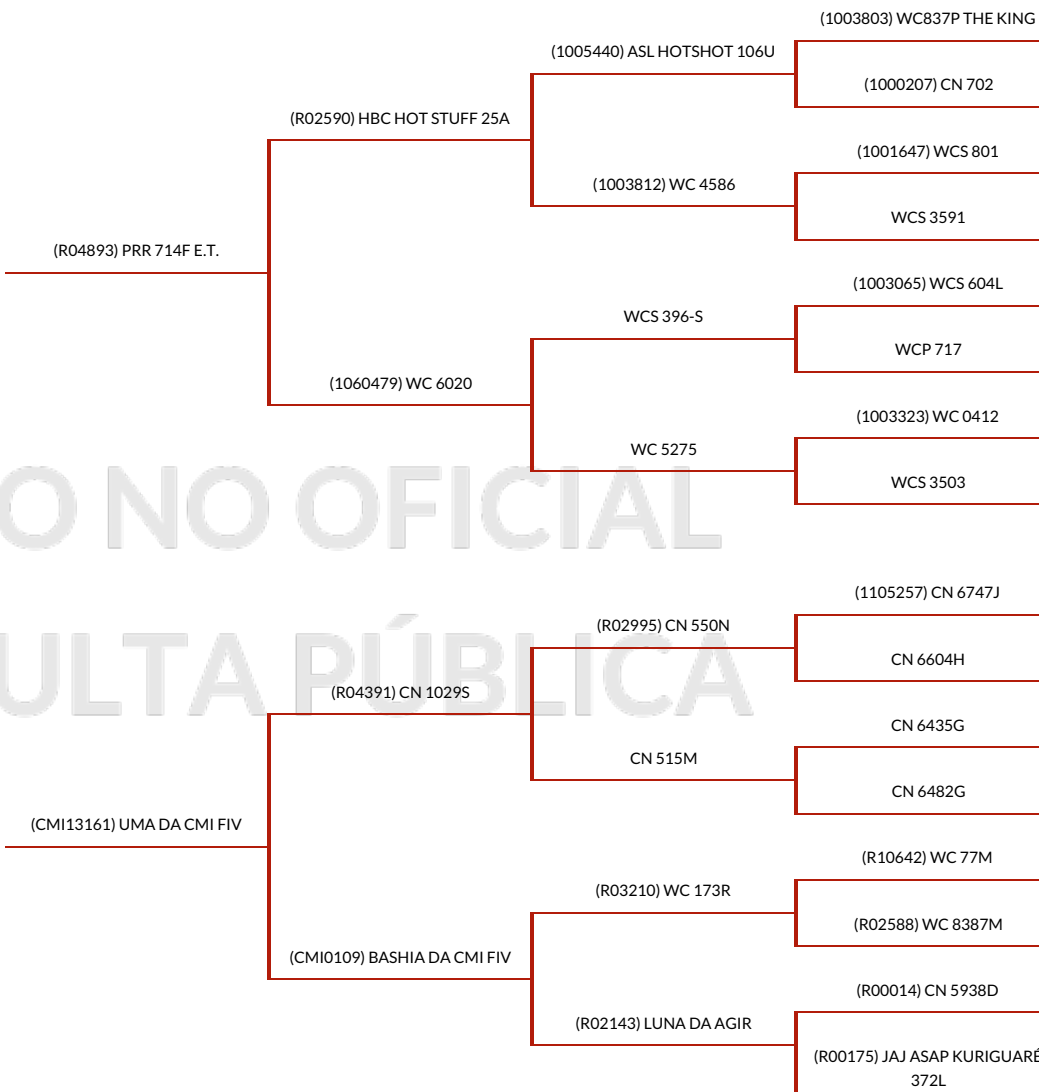 (1003803) WC837P THE KING
(1005440) ASL HOTSHOT 106U
(1000207) CN 702
(R02590) HBC HOT STUFF 25A
(1001647) WCS 801
(1003812) WC 4586
WCS 3591
(R04893) PRR 714F E.T.
(1003065) WCS 604L
WCS 396-S
WCP 717
(1060479) WC 6020
(1003323) WC 0412
WC 5275
WCS 3503
O NO OFICIAL
(1105257) CN 6747J
(R02995) CN 550N
CN 6604H
ULTA PÚBLICA
(R04391) CN 1029S
CN 6435G
CN 515M
CN 6482G
(CMI13161) UMA DA CMI FIV
(R10642) WC 77M
(R03210) WC 173R
(R02588) WC 8387M
(CMI0109) BASHIA DA CMI FIV
(R00014) CN 5938D
(R02143) LUNA DA AGIR
(R00175) JAJ ASAP KURIGUARÉ
372L